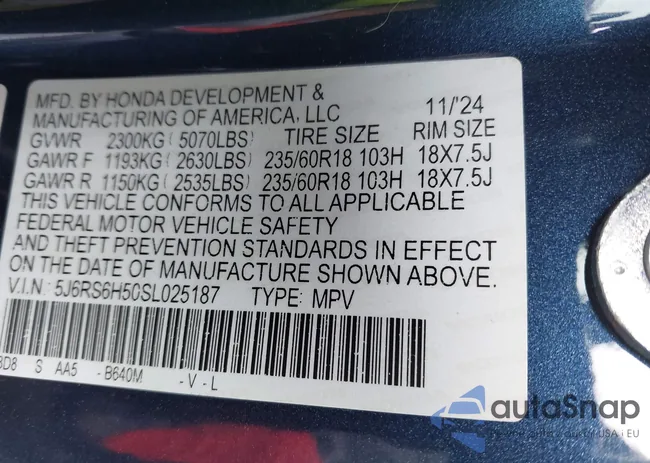 MFD. BY HONDA DEVELOPMENT &
MANUFACTURING OF AMERICA, LLC 11/'24
GVWR 2300KG ( 5070LBS) TIRE SIZE RIM SIZE
GAWR F 1193KG ( 2630LBS) 235/60R18 103H 18X7.5J
GAWR R 1150KG ( 2535LBS) 235/60R18 103H 18X7.5J
THIS VEHICLE CONFORMS TO ALL APPLICABLE
FEDERAL MOTOR VEHICLE SAFETY
AND THEFT PREVENTION STANDARDS IN EFFECT
ON THE DATE OF MANUFACTURE SHOWN ABOVE.
V.I.N.: 5J6RS6H50SL025187 TYPE: MPV
3D8 S AA5 - B640M - V - L
autoSnap